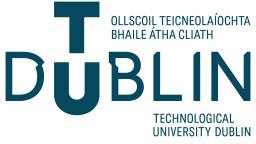 OLLSCOIL TEICNEOLAÍOCHTA
BHAILE ÁTHA CLIATH
TU
DUBLIN
TECHNOLOGICAL
UNIVERSITY DUBLIN